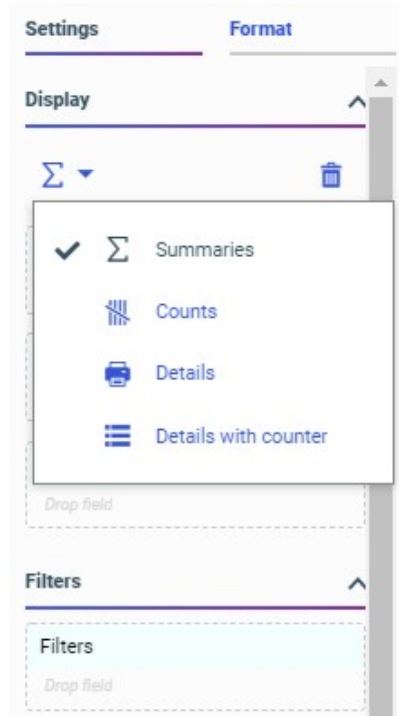 Settings Format
Display
Summaries
Counts
Details
Details with counter
Drop field
Filters
Filters
Drop field